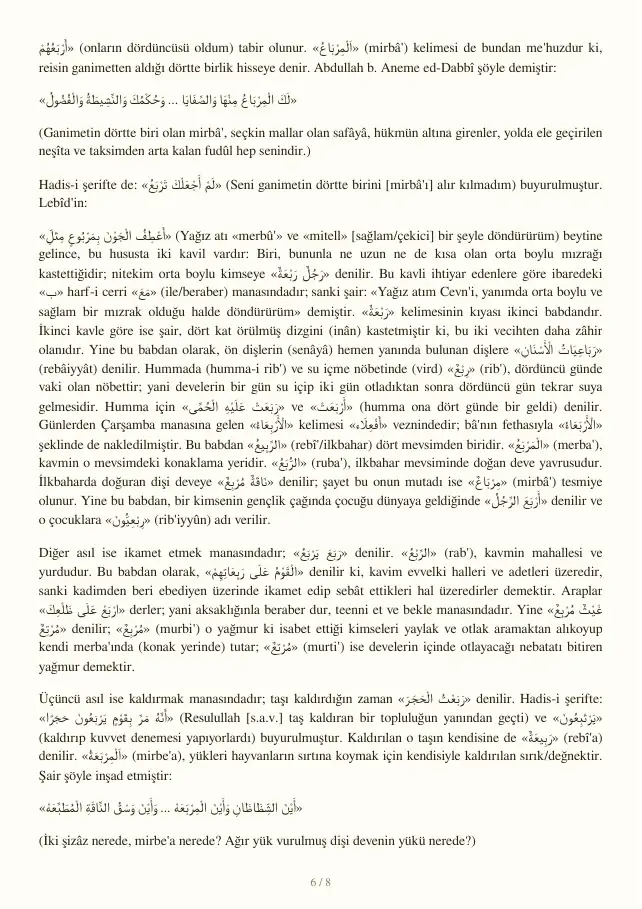 «أَرْبَعُهُمْ» (onların dördüncüsü oldum) tabir olunur. «اَلْمِرْبَاعُ» (mirbâ') kelimesi de bundan me'huzdur ki,
reisin ganimetten aldığı dörtte birlik hisseye denir. Abdullah b. Aneme ed-Dabbî şöyle demiştir:
«لَكَ الْمِرْبَاعُ مِنْهَا وَالصَّفَايَا ... وَحُكْمُكَ وَالنَّشِيطَةُ وَالْفُضُولُ»
(Ganimetin dörtte biri olan mirbâ', seçkin mallar olan safâyâ, hükmün altına girenler, yolda ele geçirilen
neşîta ve taksimden arta kalan fudûl hep senindir.)
Hadis-i şerifte de: «لَمْ أَجْعَلْكَ تَرْبَعُ» (Seni ganimetin dörtte birini [mirbâ'ı] alır kılmadım) buyurulmuştur.
Lebîd'in:
«أَعْطِفُ الْجَوْنَ بِمَرْبُوعٍ مِتَلّ» (Yağız atı «merbû'» ve «mitell» [sağlam/çekici] bir şeyle döndürürüm) beytine
gelince, bu hususta iki kavil vardır: Biri, bununla ne uzun ne de kısa olan orta boylu mızrağı
kastettiğidir; nitekim orta boylu kimseye «رَجُلٌ رَبْعَةٌ» denilir. Bu kavli ihtiyar edenlere göre ibaredeki
«ب» harf-i cerri «مَعَ» (ile/beraber) manasındadır; sanki şair: «Yağız atım Cevn'i, yanımda orta boylu ve
sağlam bir mızrak olduğu halde döndürürüm» demiştir. «رَبْعَةٌ» kelimesinin kıyası ikinci babdandır.
İkinci kavle göre ise şair, dört kat örülmüş dizgini (inân) kastetmiştir ki, bu iki vecihten daha zâhir
olanıdır. Yine bu babdan olarak, ön dişlerin (senâyâ) hemen yanında bulunan dişlere «رَبَاعِيَاتُ الْأَسْنَانِ»
(rebâiyyât) denilir. Hummada (humma-i rib') ve su içme nöbetinde (vird) «رِبْعٌ» (rib'), dördüncü günde
vaki olan nöbettir; yani develerin bir gün su içip iki gün otladıktan sonra dördüncü gün tekrar suya
gelmesidir. Humma için «رَبَعَتْ عَلَيْهِ الْحُمَّى» ve «أَرْبَعَتْ» (humma ona dört günde bir geldi) denilir.
Günlerden Çarşamba manasına gelen «الْأَرْبِعَاءُ» kelimesi «أَفْعِلَاء» veznindedir; bâ'nın fethasıyla «الْأَرْبَعَاءُ»
şeklinde de nakledilmiştir. Bu babdan «الرَّبِيعُ» (rebî'/ilkbahar) dört mevsimden biridir. «الْمَرْبَعُ» (merba'),
kavmin o mevsimdeki konaklama yeridir. «الرُّبَعُ» (ruba'), ilkbahar mevsiminde doğan deve yavrusudur.
İlkbaharda doğuran dişi deveye «نَاقَةٌ مُرْبِعٌ» denilir; şayet bu onun mutadı ise «مِرْبَاعٌ» (mirbâ') tesmiye
olunur. Yine bu babdan, bir kimsenin gençlik çağında çocuğu dünyaya geldiğinde «أَرْبَعَ الرَّجُلُ» denilir ve
o çocuklara «رِبْعِيُّونَ» (rib'iyyûn) adı verilir.
Diğer asıl ise ikamet etmek manasındadır; «رَبَعَ يَرْبَعُ» denilir. «الرَّبْعُ» (rab'), kavmin mahallesi ve
yurdudur. Bu babdan olarak, «الْقَوْمُ عَلَى رَبِعَاتِهِمْ» denilir ki, kavim evvelki halleri ve adetleri üzeredir,
sanki kadimden beri ebediyen üzerinde ikamet edip sebât ettikleri hal üzeredirler demektir. Araplar
«ارْبَعْ عَلَى ظَلْعِكَ» derler; yani aksaklığınla beraber dur, teenni et ve bekle manasındadır. Yine «غَيْثٌ مُرْبِعٌ
مُرْتِعٌ» denilir; «مُرْبِعٌ» (murbi') o yağmur ki isabet ettiği kimseleri yaylak ve otlak aramaktan alıkoyup
kendi merba'ında (konak yerinde) tutar; «مُرْتِعٌ» (murti') ise develerin içinde otlayacağı nebatatı bitiren
yağmur demektir.
Üçüncü asıl ise kaldırmak manasındadır; taşı kaldırdığın zaman «رَبَعْتُ الْحَجَرَ» denilir. Hadis-i şerifte:
«أَنَّهُ مَرَّ بِقَوْمٍ يَرْبَعُونَ حَجَرًا» (Resulullah [s.a.v.] taş kaldıran bir topluluğun yanından geçti) ve «يَرْتَبِعُونَ»
(kaldırıp kuvvet denemesi yapıyorlardı) buyurulmuştur. Kaldırılan o taşın kendisine de «رَبِيعَةٌ» (rebî'a)
denilir. «اَلْمِرْبَعَةُ» (mirbe'a), yükleri hayvanların sırtına koymak için kendisiyle kaldırılan sırık/değnektir.
Şair şöyle inşad etmiştir:
«أَيْنَ الشِّظَاظَانِ وَأَيْنَ الْمِرْبَعَهْ ... وَأَيْنَ وَسْقُ النَّاقَةِ الْمُطَبَّعَهْ»
(İki şizâz nerede, mirbe'a nerede? Ağır yük vurulmuş dişi devenin yükü nerede?)
6 / 8